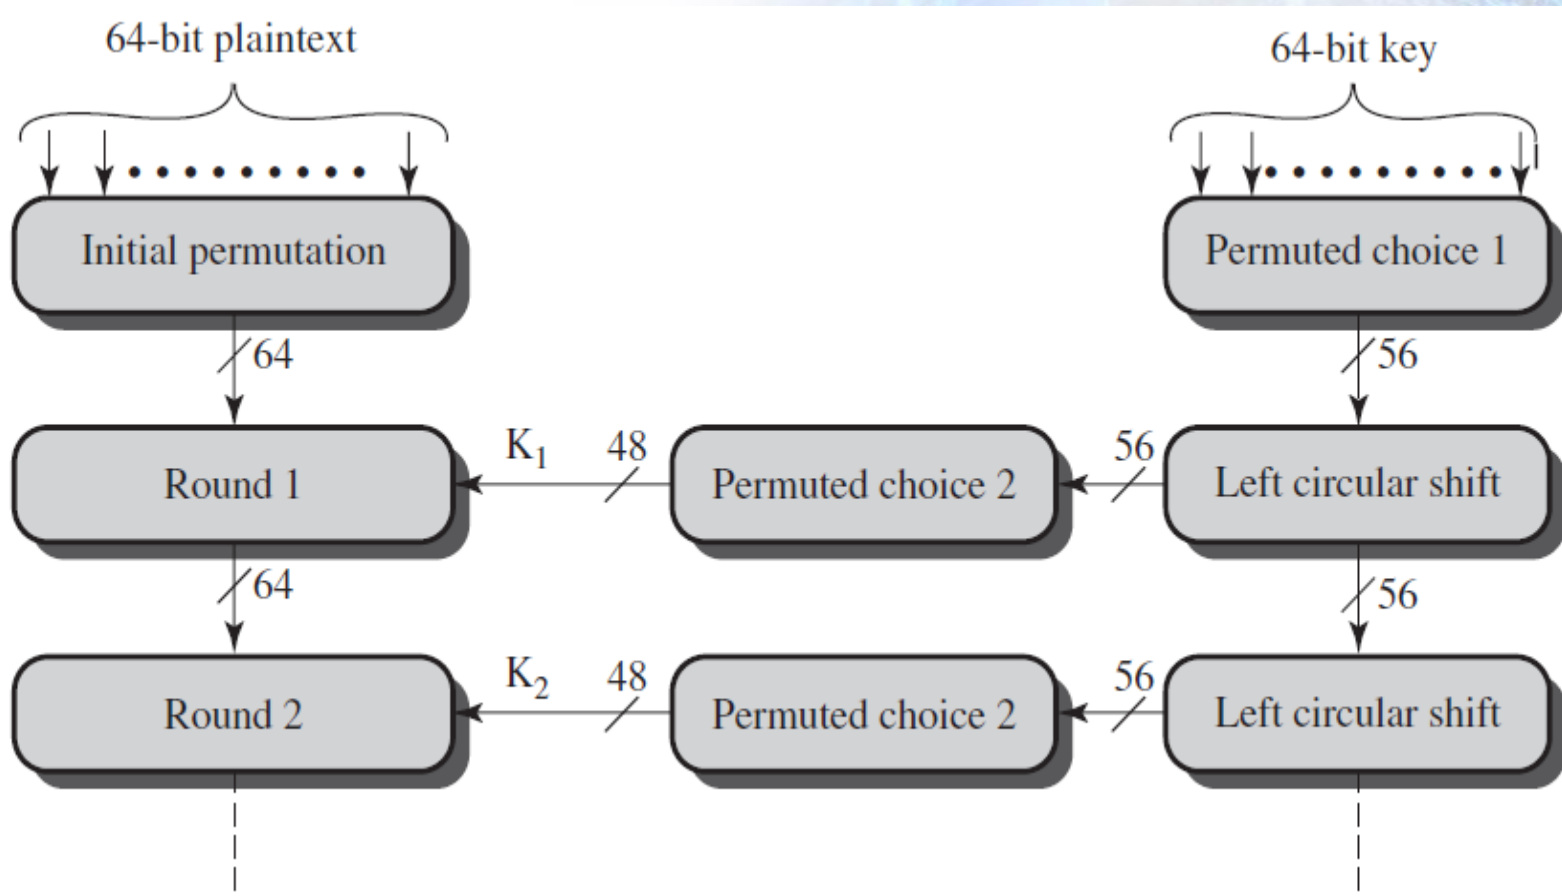 64-bit plaintext
64-bit key
Initial permutation
Permuted choice 1
64
56
Round 1
K1
48
Permuted choice 2
56
Left circular shift
64
56
Round 2
K2
48
Permuted choice 2
56
Left circular shift